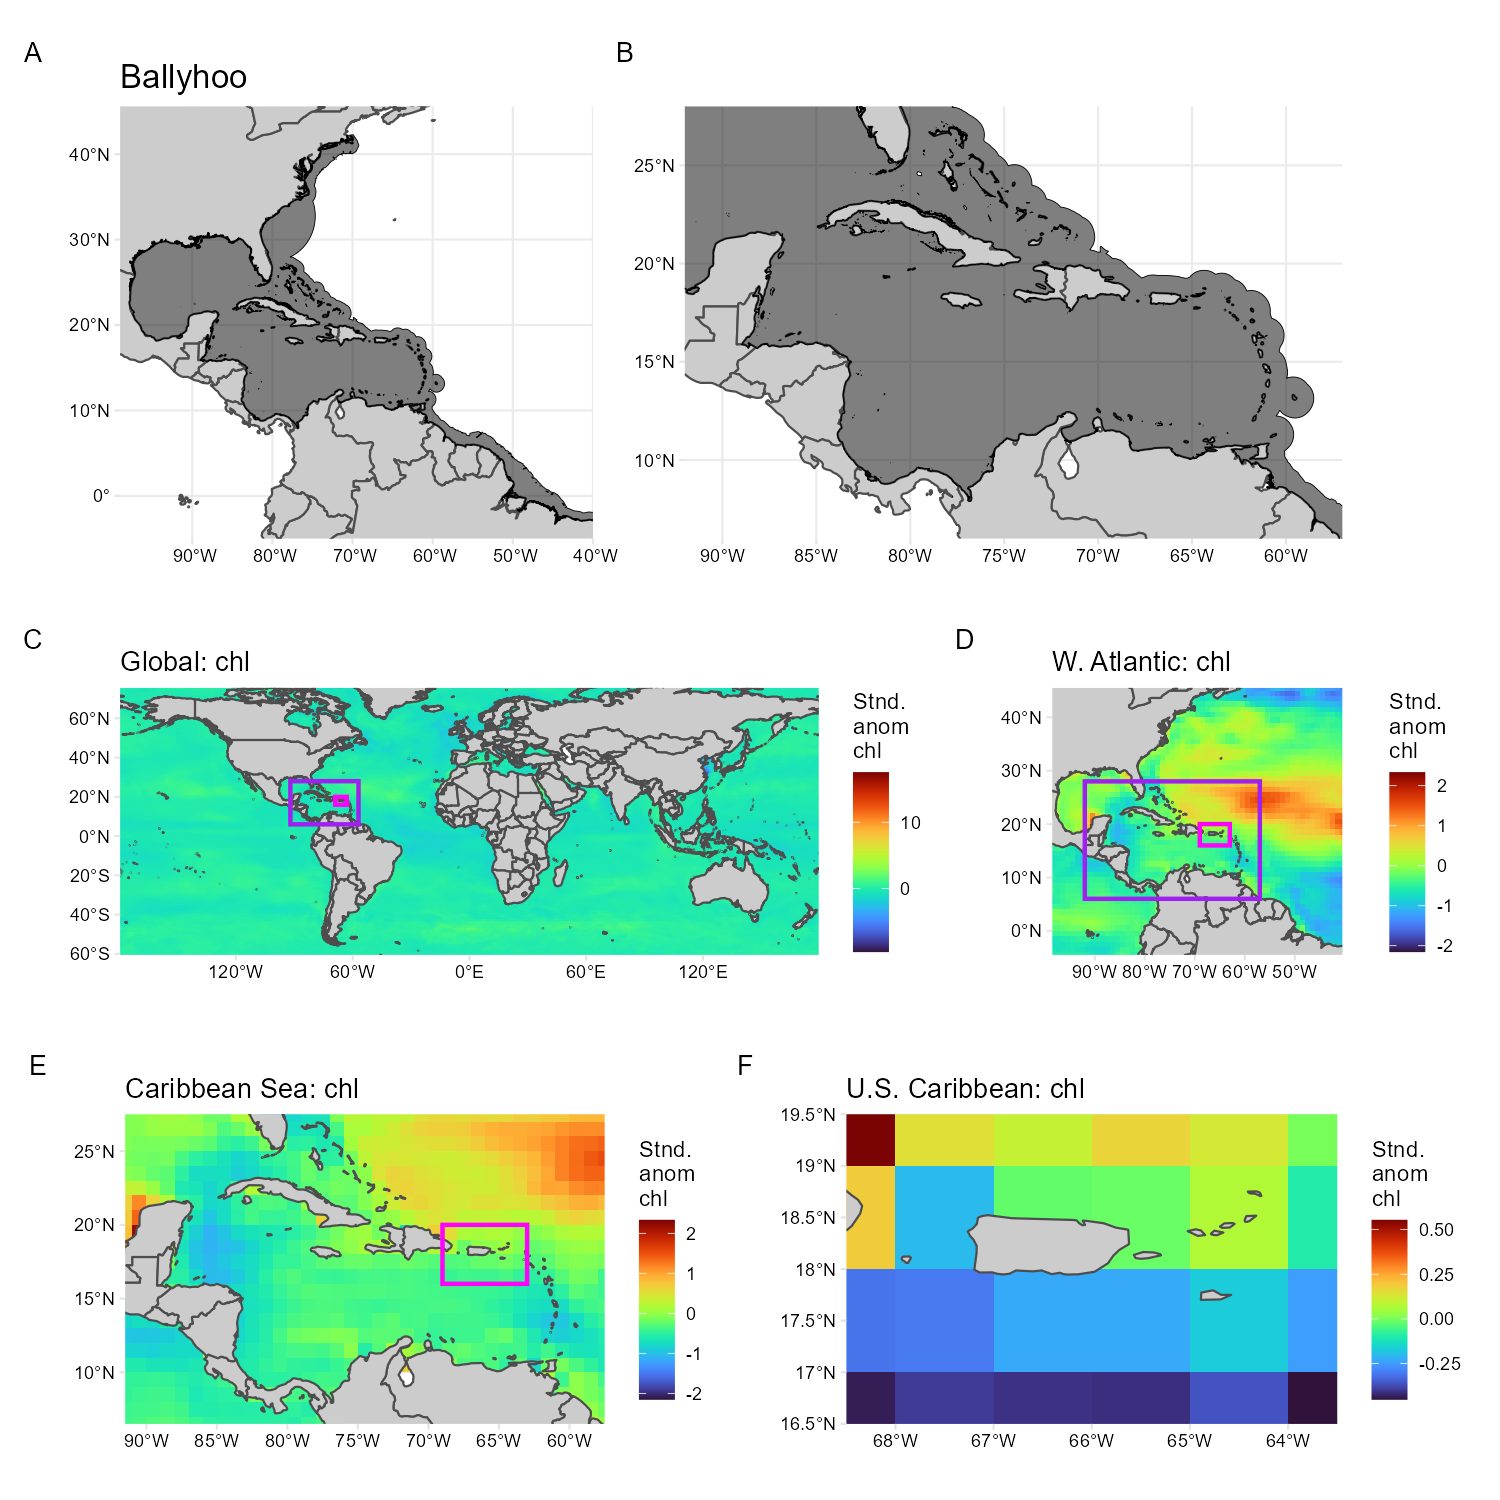 A
B
Ballyhoo
40°N
30°N
20°N
10°N
0°
90°W 80°W 70°W 60°W 50°W 40°W
25°N
20°N
15°N
10°N
90°W 85°W 80°W 75°W 70°W 65°W 60°W
C
D
Global: chl
60°N
40°N
20°N
0°N
20°S
40°S
60°S
120°W 60°W 0°E 60°E 120°E
Stnd.
anom
chl
10
0
W. Atlantic: chl
40°N
30°N
20°N
10°N
0°N
90°W 80°W 70°W 60°W 50°W
Stnd.
anom
chl
2
1
0
-1
-2
E
F
Caribbean Sea: chl
25°N
20°N
15°N
10°N
90°W 85°W 80°W 75°W 70°W 65°W 60°W
Stnd.
anom
chl
2
1
0
-1
-2
U.S. Caribbean: chl
19.5°N
19°N
18.5°N
18°N
17.5°N
17°N
16.5°N
68°W 67°W 66°W 65°W 64°W
Stnd.
anom
chl
0.50
0.25
0.00
-0.25